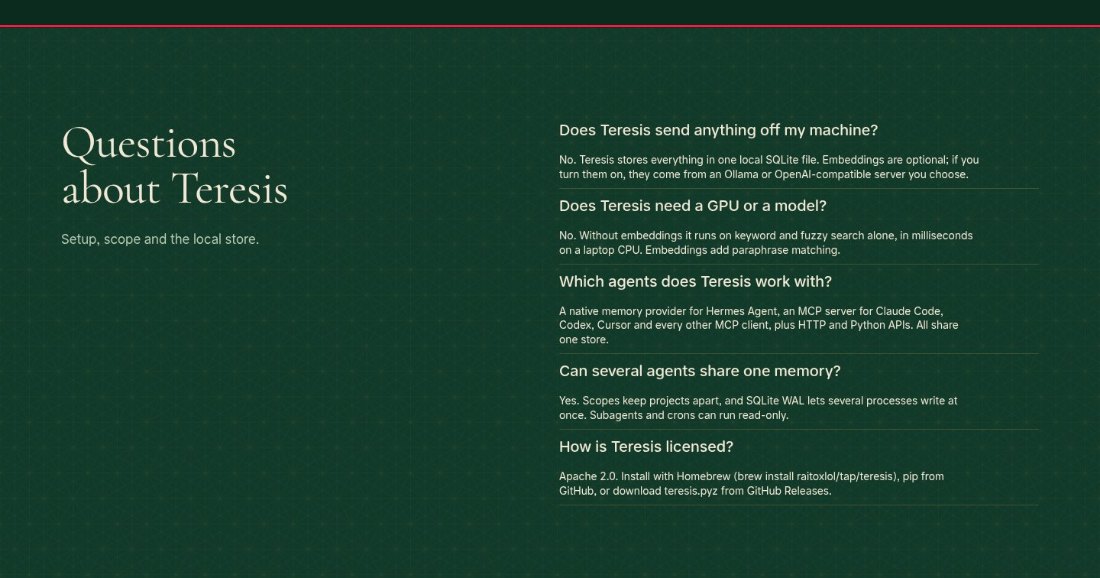 Questions
about Teresis
Setup, scope and the local store.
Does Teresis send anything off my machine?
No. Teresis stores everything in one local SQLite file. Embeddings are optional; if you
turn them on, they come from an Ollama or OpenAI-compatible server you choose.
Does Teresis need a GPU or a model?
No. Without embeddings it runs on keyword and fuzzy search alone, in milliseconds
on a laptop CPU. Embeddings add paraphrase matching.
Which agents does Teresis work with?
A native memory provider for Hermes Agent, an MCP server for Claude Code,
Codex, Cursor and every other MCP client, plus HTTP and Python APIs. All share
one store.
Can several agents share one memory?
Yes. Scopes keep projects apart, and SQLite WAL lets several processes write at
once. Subagents and crons can run read-only.
How is Teresis licensed?
Apache 2.0. Install with Homebrew (brew install raitoxlol/tap/teresis), pip from
GitHub, or download teresis.pyz from GitHub Releases.